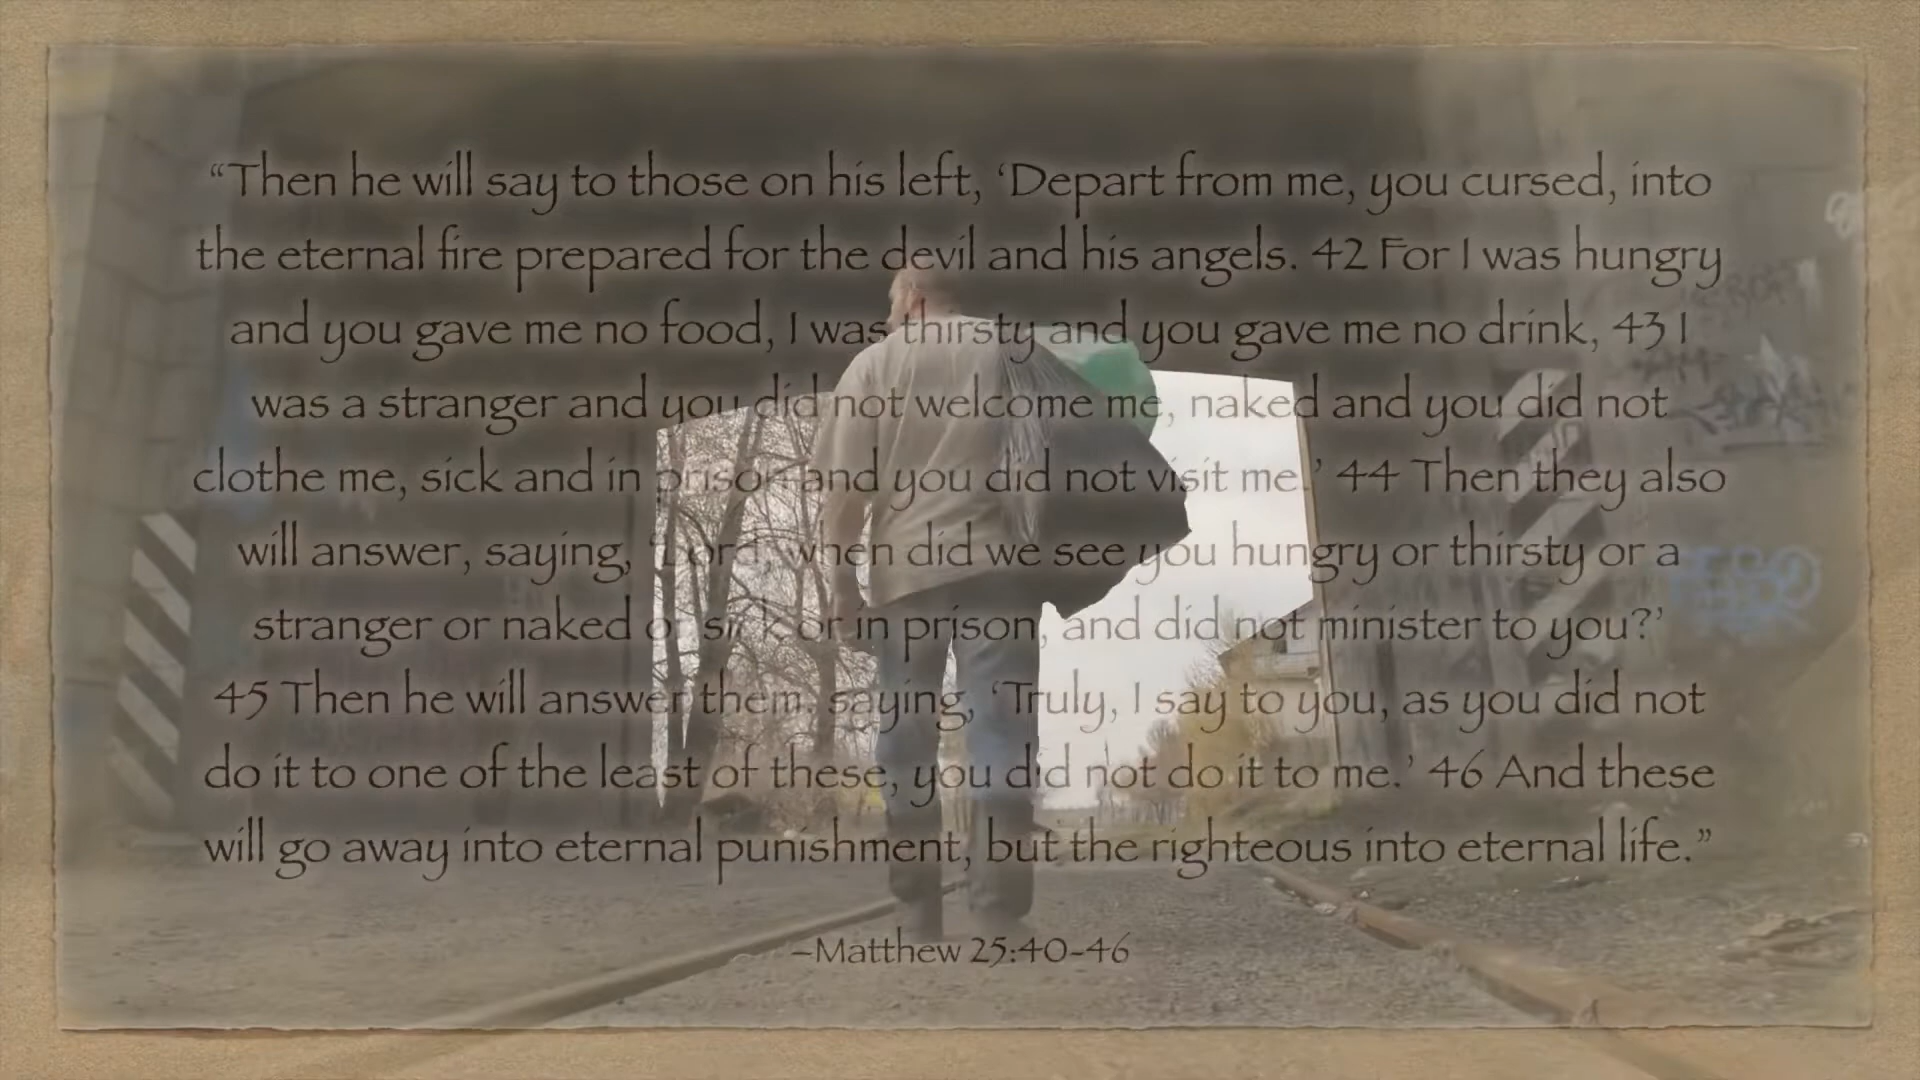 “Then he will say to those on his left, ‘Depart from me, you cursed, into
the eternal fire prepared for the devil and his angels. 42 For I was hungry
and you gave me no food, I was thirsty and you gave me no drink, 43 I
was a stranger and you did not welcome me, naked and you did not
clothe me, sick and in prison and you did not visit me.’ 44 Then they also
will answer, saying, ‘Lord, when did we see you hungry or thirsty or a
stranger or naked or sick or in prison, and did not minister to you?’
45 Then he will answer them, saying, ‘Truly, I say to you, as you did not
do it to one of the least of these, you did not do it to me.’ 46 And these
will go away into eternal punishment, but the righteous into eternal life.”
–Matthew 25:40-46